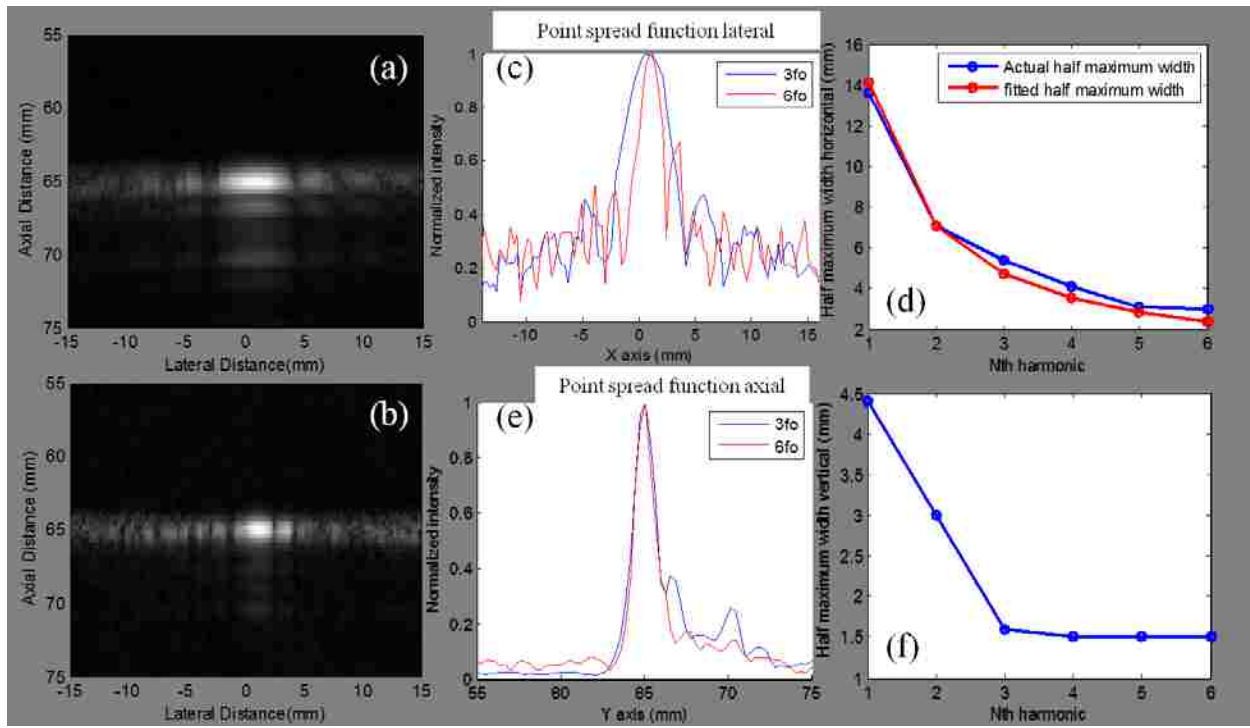 (a)
55
60
65
70
75
Axial Distance (mm)
-15 -10 -5 0 5 10 15
Lateral Distance(mm)
Point spread function lateral
(c)
3fo
6fo
1
0.8
0.6
0.4
0.2
0
Normalized intensity
-10 -5 0 5 10 15
X axis (mm)
Actual half maximum width
fitted half maximum width
16
14
12
10
8
6
4
2
Half maximum width horizontal (mm)
(d)
1 2 3 4 5 6
Nth harmonic
(b)
55
60
65
70
75
Axial Distance (mm)
-15 -10 -5 0 5 10 15
Lateral Distance(mm)
Point spread function axial
(e)
3fo
6fo
1
0.8
0.6
0.4
0.2
0
Normalized intensity
55 60 65 70 75
Y axis (mm)
4.5
4
3.5
3
2.5
2
1.5
1
Half maximum width vertical (mm)
(f)
1 2 3 4 5 6
Nth harmonic